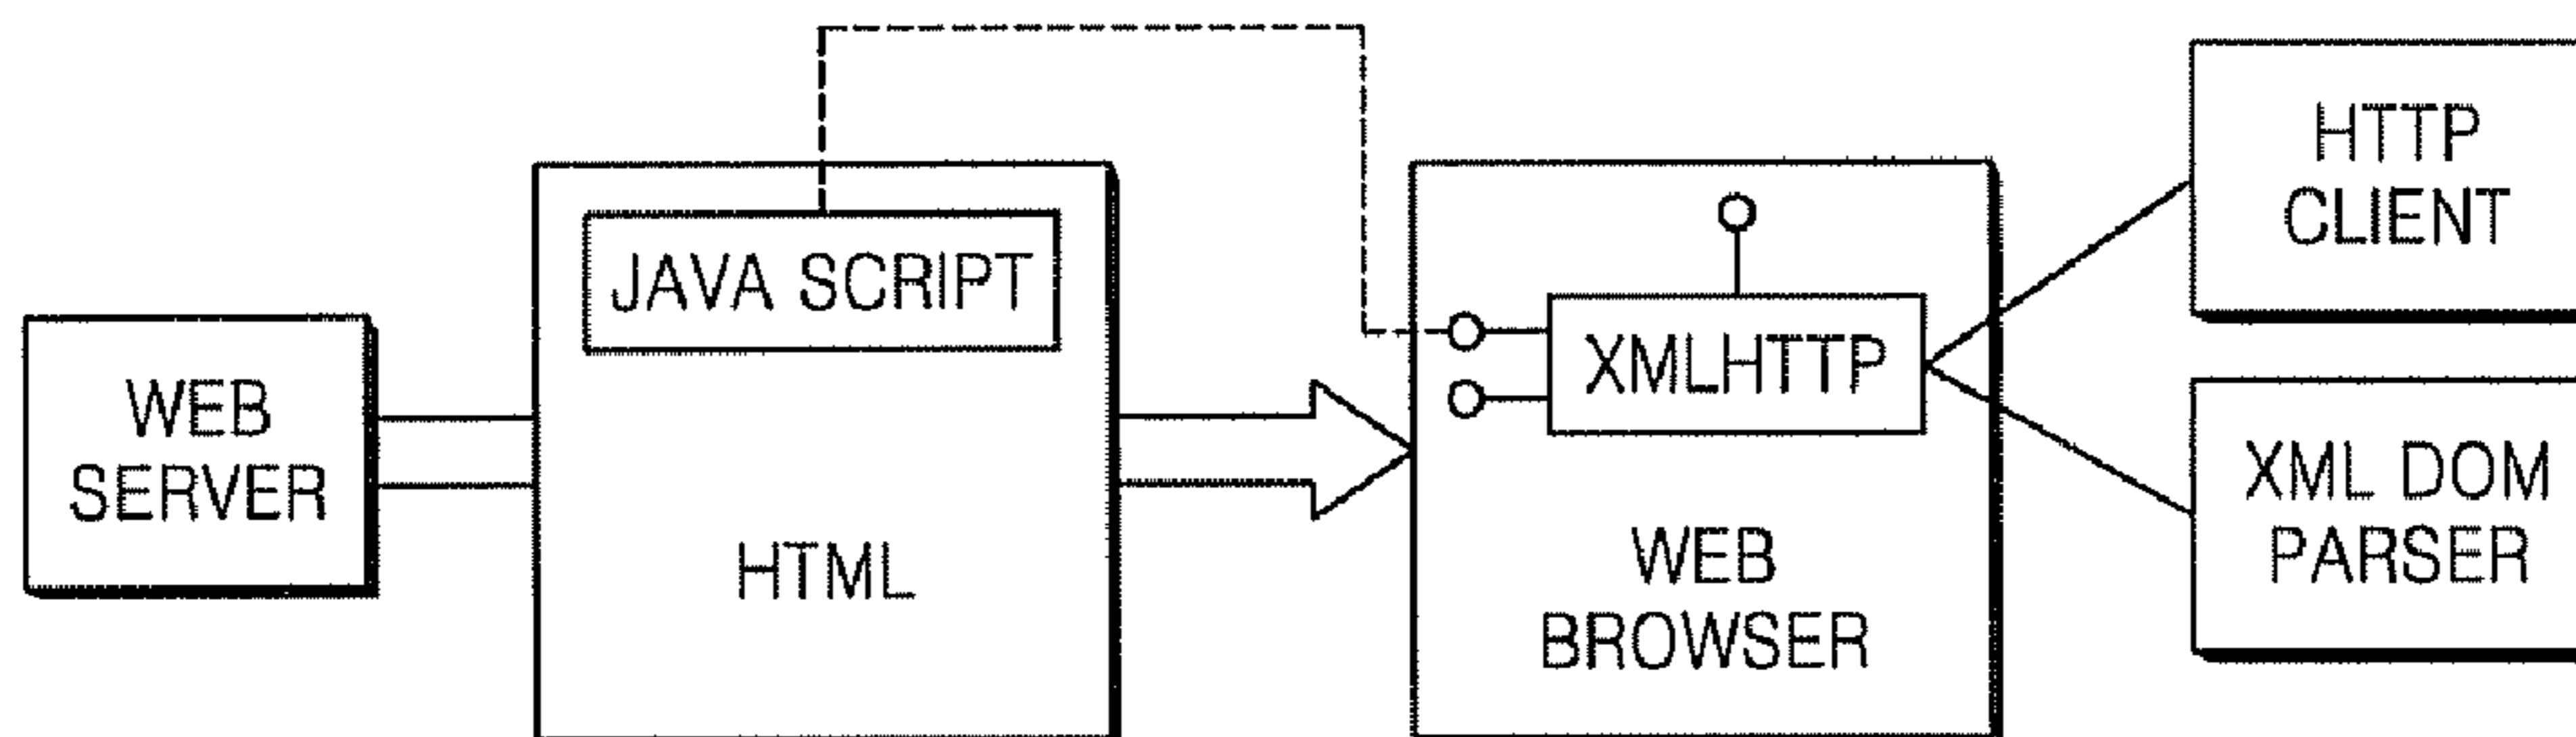 WEB
SERVER
JAVA SCRIPT
HTML
XMLHTTP
WEB
BROWSER
HTTP
CLIENT
XML DOM
PARSER